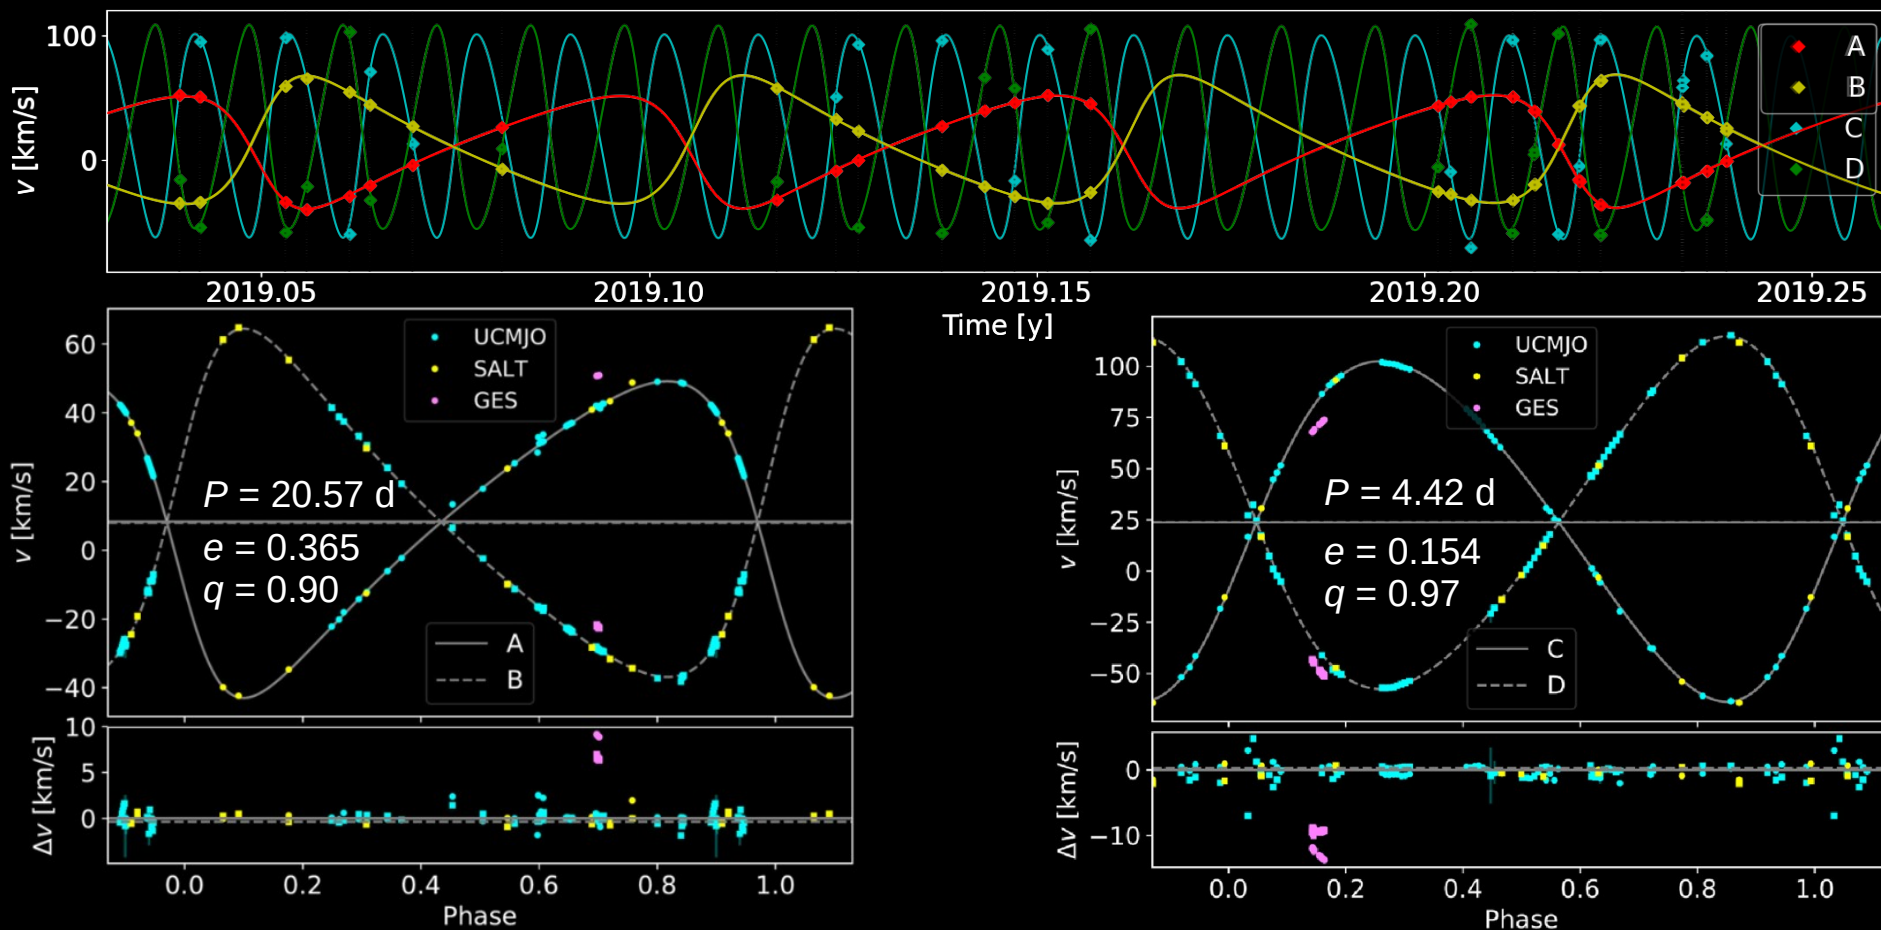 v [km/s]
100
0
A
B
C
D
2019.05
2019.10
2019.15
2019.20
2019.25
Time [y]
v [km/s]
60
40
20
0
−20
−40
UCMJO
SALT
GES
P = 20.57 d
e = 0.365
q = 0.90
A
B
Δv [km/s]
10
5
0
0.0
0.2
0.4
0.6
0.8
1.0
Phase
v [km/s]
100
75
50
25
0
−25
−50
UCMJO
SALT
GES
P = 4.42 d
e = 0.154
q = 0.97
C
D
Δv [km/s]
0
−10
0.0
0.2
0.4
0.6
0.8
1.0
Phase